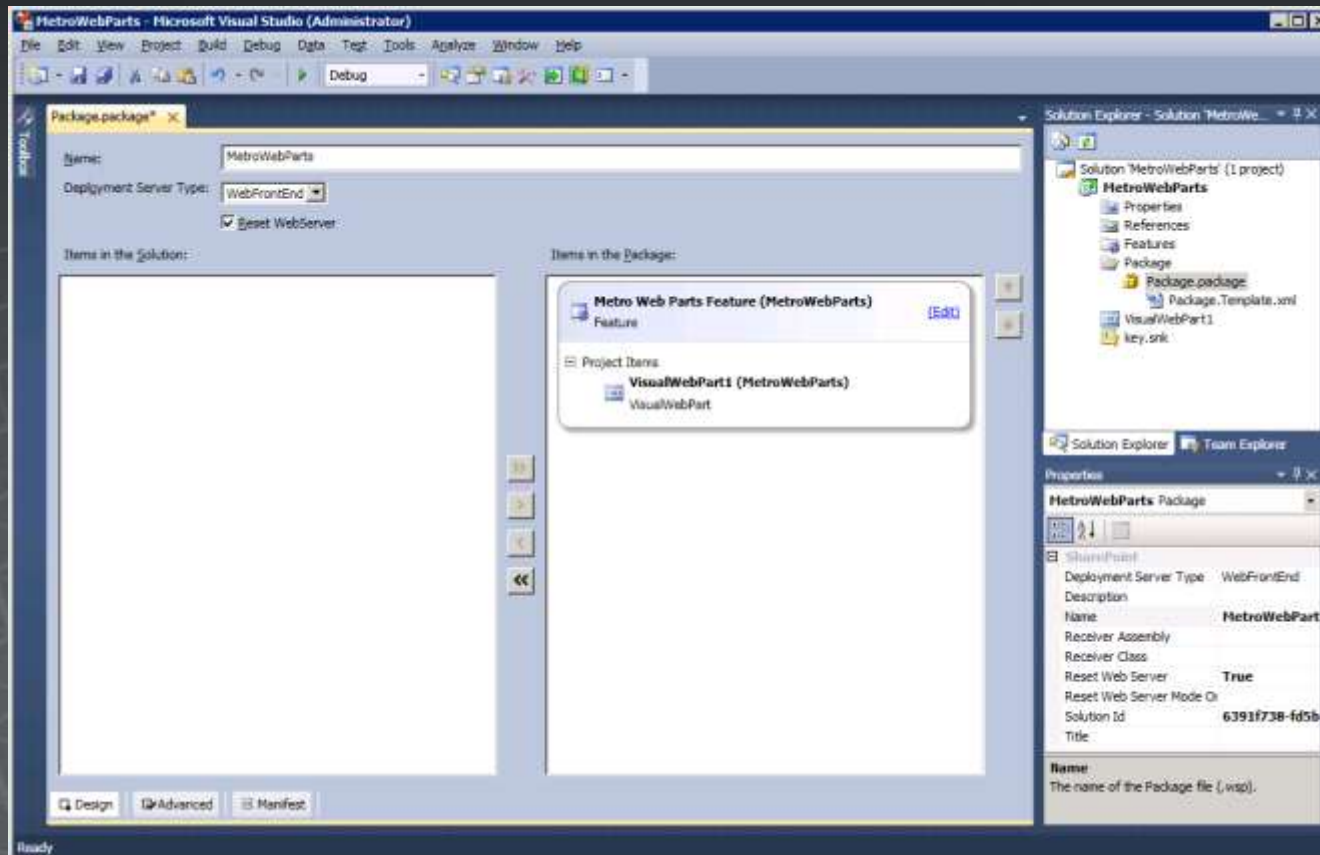 MetroWebParts - Microsoft Visual Studio (Administrator)
File Edit View Project Build Debug Data Test Tools Analyze Window Help
Debug
Toolbox
Package.package*
Name: MetroWebParts
Deployment Server Type: WebFrontEnd
Reset WebServer
Items in the Solution:
Items in the Package:
Metro Web Parts Feature (MetroWebParts)
Feature
(Edit)
Project Items
VisualWebPart1 (MetroWebParts)
VisualWebPart
Design Advanced Manifest
Ready
Solution Explorer - Solution 'MetroWe...
Solution 'MetroWebParts' (1 project)
MetroWebParts
Properties
References
Features
Package
Package.package
Package.Template.xml
VisualWebPart1
key.snk
Solution Explorer Team Explorer
Properties
MetroWebParts Package
SharePoint
Deployment Server Type WebFrontEnd
Description
Name MetroWebPart
Receiver Assembly
Receiver Class
Reset Web Server True
Reset Web Server Mode On
Solution Id 6391f738-fd5b
Title
Name
The name of the Package file (.wsp).